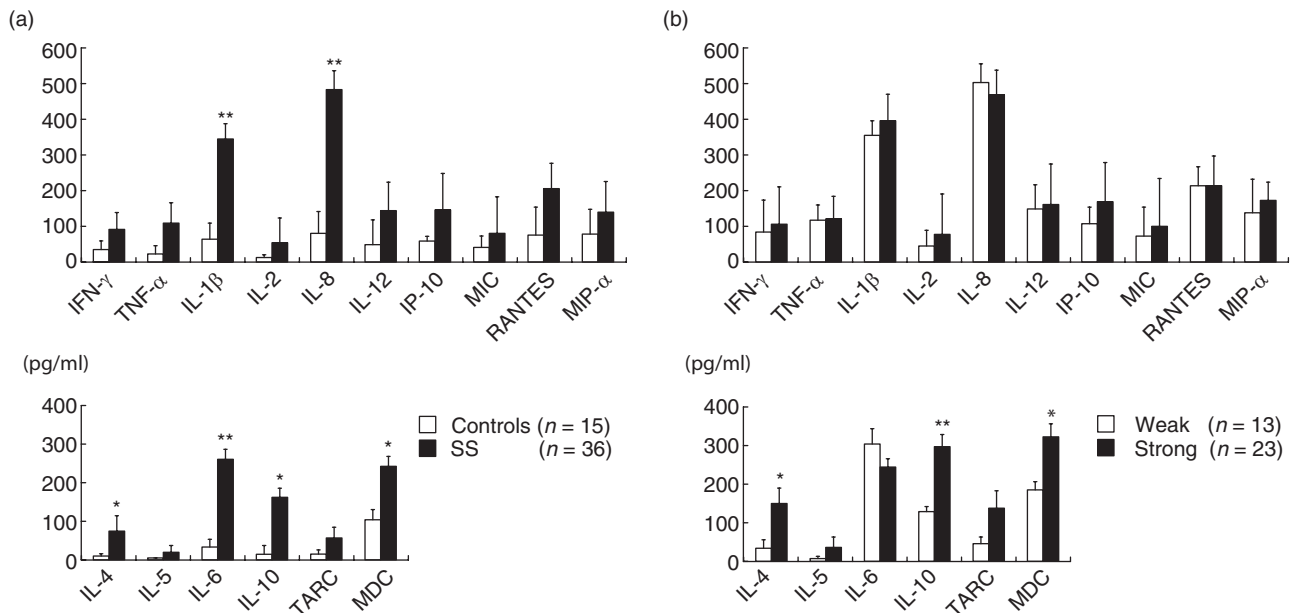 (a)
600
500
400
300
200
100
0
**
**
IFN-γ TNF-α IL-1β IL-2 IL-8 IL-12 IP-10 MIC RANTES MIP-α
(pg/ml)
400
300
200
100
0
*
**
*
*
IL-4 IL-5 IL-6 IL-10 TARC MDC
Controls (n = 15)
SS (n = 36)
(b)
600
500
400
300
200
100
0
IFN-γ TNF-α IL-1β IL-2 IL-8 IL-12 IP-10 MIC RANTES MIP-α
(pg/ml)
400
300
200
100
0
*
**
*
IL-4 IL-5 IL-6 IL-10 TARC MDC
Weak (n = 13)
Strong (n = 23)